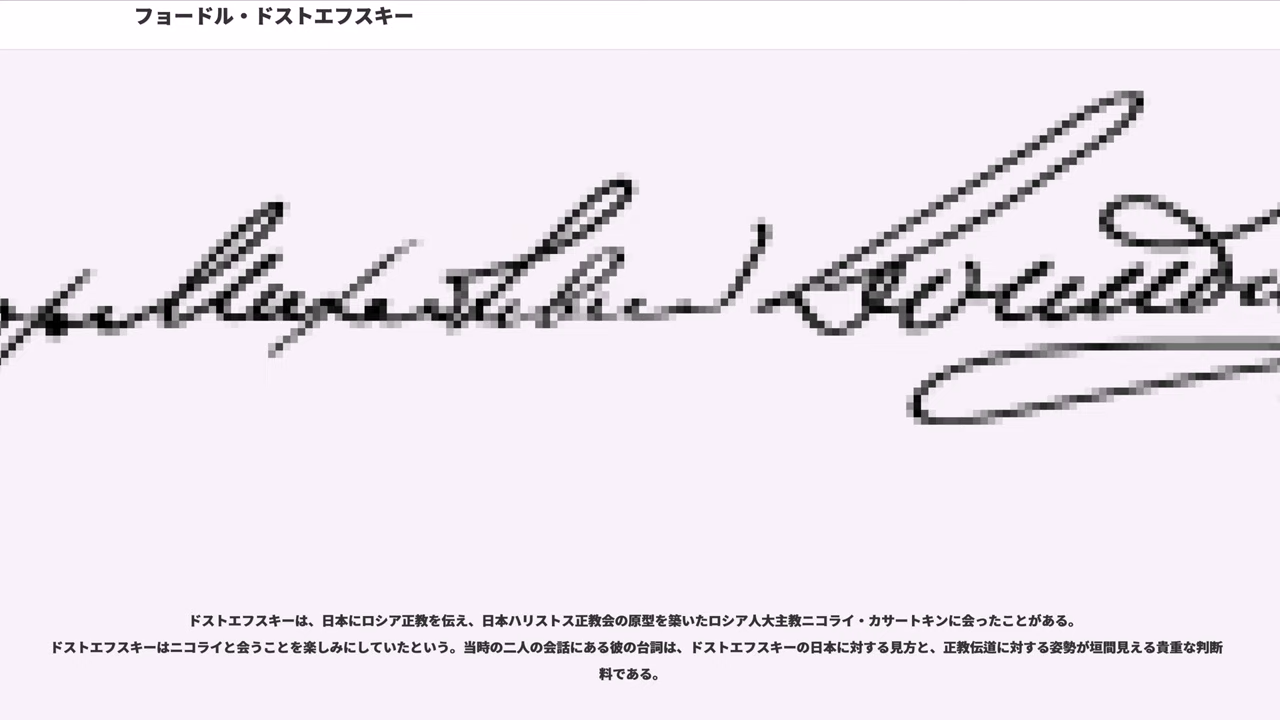 フョードル・ドストエフスキー
ドストエフスキーは、日本にロシア正教を伝え、日本ハリストス正教会の原型を築いたロシア人大主教ニコライ・カサートキンに会ったことがある。
ドストエフスキーはニコライと会うことを楽しみにしていたという。当時の二人の会話にある彼の台詞は、ドストエフスキーの日本に対する見方と、正教伝道に対する姿勢が垣間見える貴重な判断
料である。